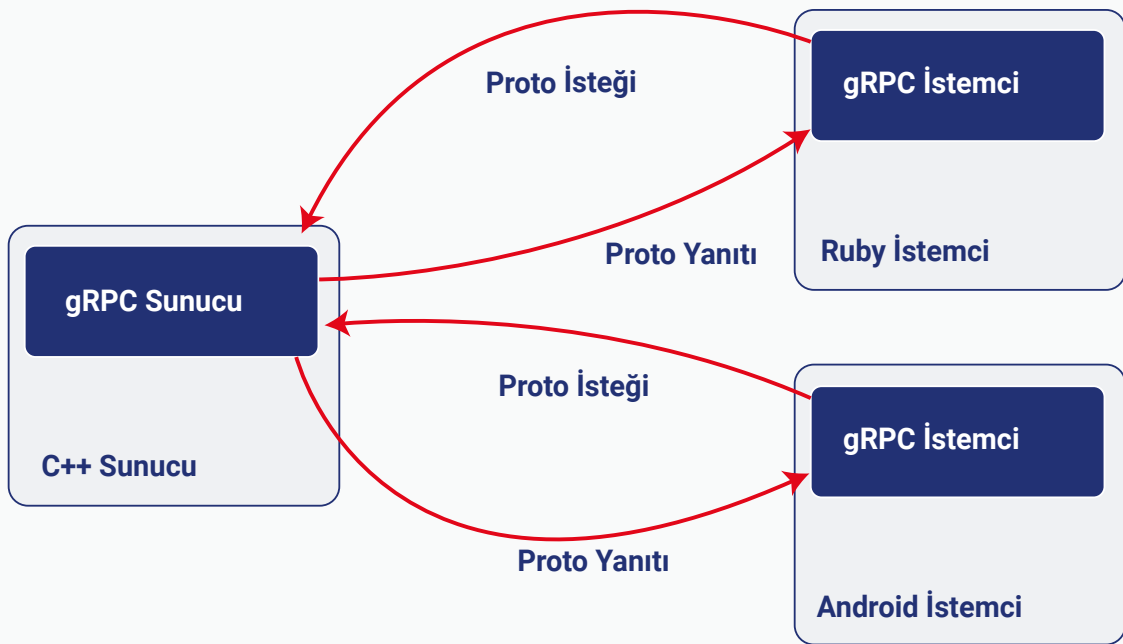 Proto İsteği
gRPC İstemci
Proto Yanıtı
Ruby İstemci
gRPC Sunucu
C++ Sunucu
Proto İsteği
gRPC İstemci
Proto Yanıtı
Android İstemci